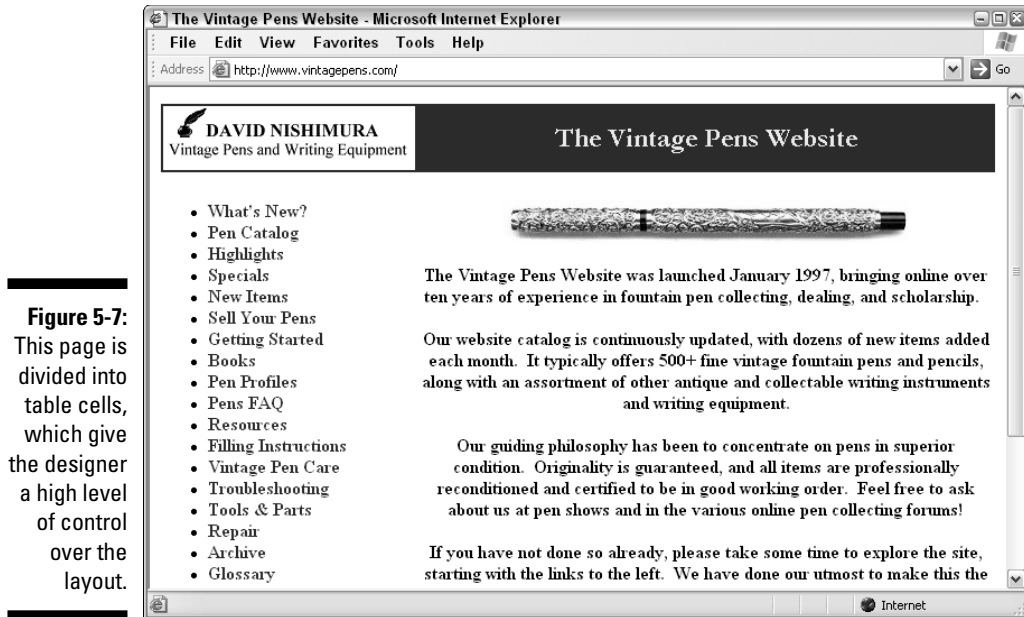 The Vintage Pens Website - Microsoft Internet Explorer
File Edit View Favorites Tools Help
Address http://www.vintagepens.com/ Go
DAVID NISHIMURA
Vintage Pens and Writing Equipment
The Vintage Pens Website
• What's New?
• Pen Catalog
• Highlights
• Specials
• New Items
• Sell Your Pens
• Getting Started
• Books
• Pen Profiles
• Pens FAQ
• Resources
• Filling Instructions
• Vintage Pen Care
• Troubleshooting
• Tools & Parts
• Repair
• Archive
• Glossary
The Vintage Pens Website was launched January 1997, bringing online over
ten years of experience in fountain pen collecting, dealing, and scholarship.
Our website catalog is continuously updated, with dozens of new items added
each month. It typically offers 500+ fine vintage fountain pens and pencils,
along with an assortment of other antique and collectable writing instruments
and writing equipment.
Our guiding philosophy has been to concentrate on pens in superior
condition. Originality is guaranteed, and all items are professionally
reconditioned and certified to be in good working order. Feel free to ask
about us at pen shows and in the various online pen collecting forums!
If you have not done so already, please take some time to explore the site,
starting with the links to the left. We have done our utmost to make this the
Internet
Figure 5-7:
This page is
divided into
table cells,
which give
the designer
a high level
of control
over the
layout.